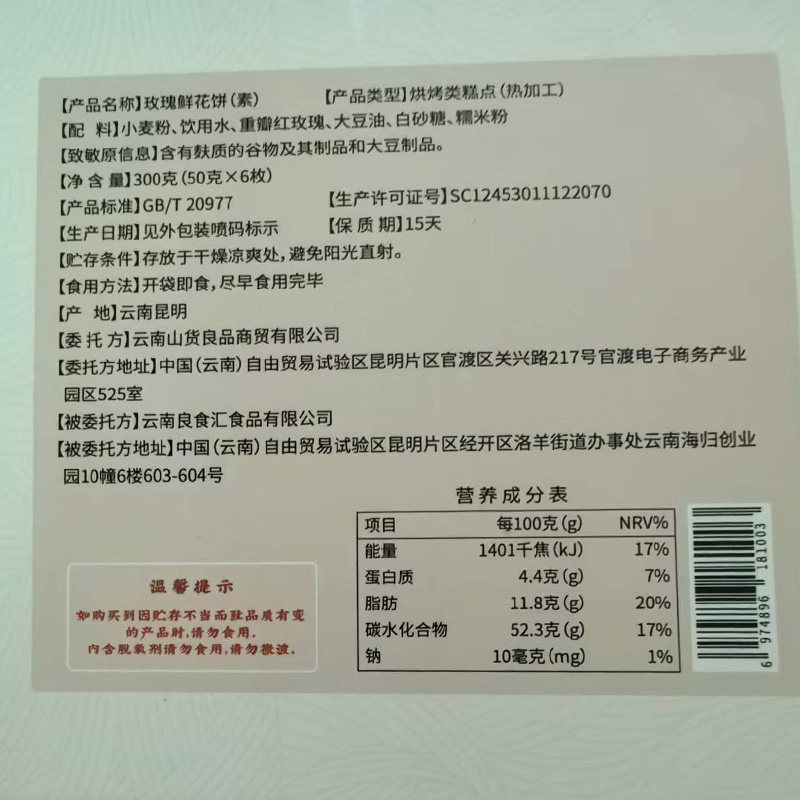 【产品名称】玫瑰鲜花饼(素) 【产品类型】烘烤类糕点(热加工)
【配 料】小麦粉、饮用水、重瓣红玫瑰、大豆油、白砂糖、糯米粉
【致敏原信息】含有麸质的谷物及其制品和大豆制品。
【净含量】300克(50克×6枚)
【产品标准】GB/T 20977 【生产许可证号】SC12453011122070
【生产日期】见外包装喷码标示 【保质期】15天
【贮存条件】存放于干燥凉爽处,避免阳光直射。
【食用方法】开袋即食,尽早食用完毕
【产 地】云南昆明
【委托方】云南山货良品商贸有限公司
【委托方地址】中国(云南)自由贸易试验区昆明片区官渡区关兴路217号官渡电子商务产业
园区525室
【被委托方】云南良食汇食品有限公司
【被委托方地址】中国(云南)自由贸易试验区昆明片区经开区洛羊街道办事处云南海归创业
园10幢6楼603-604号
营养成分表
项目 每100克(g) NRV%
能量 1401千焦(kJ) 17%
蛋白质 4.4克(g) 7%
脂肪 11.8克(g) 20%
碳水化合物 52.3克(g) 17%
钠 10毫克(mg) 1%
温馨提示
如购买到因贮存不当而致品质有变
的产品时,请勿食用。
内含脱氧剂请勿食用,请勿微波。
6 974896 181003